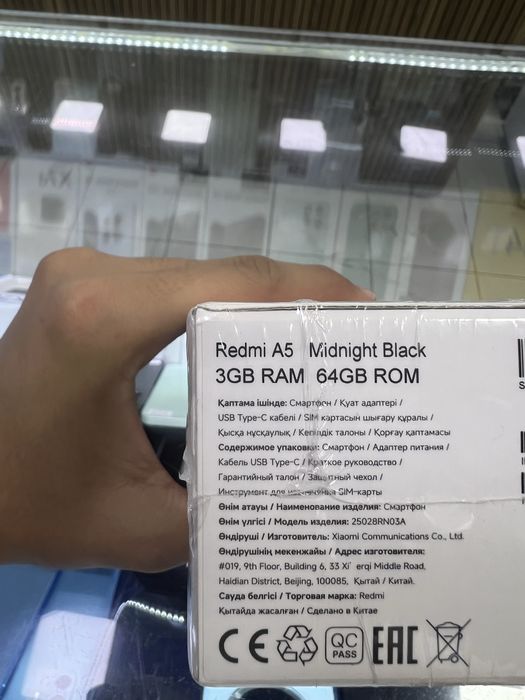 Redmi A5 Midnight Black
3GB RAM 64GB ROM
Қаптама ішінде: Смартфон / Қуат адаптері /
USB Type-C кабелі / SIM картасын шығару құралы /
Қысқа нұсқаулық / Кепілдік талоны / Қорғау қаптамасы
Содержимое упаковки: Смартфон / Адаптер питания /
Кабель USB Type-C / Краткое руководство /
Гарантийный талон / Защитный чехол /
Инструмент для извлечения SIM-карты
Өнім атауы / Наименование изделия: Смартфон
Өнім үлгісі / Модель изделия: 25028RN03A
Өндіруші / Изготовитель: Xiaomi Communications Co., Ltd.
Өндірушінің мекенжайы / Адрес изготовителя:
#019, 9th Floor, Building 6, 33 Xi'erqi Middle Road,
Haidian District, Beijing, 100085, Қытай / Китай.
Сауда белгісі / Торговая марка: Redmi
Қытайда жасалған / Сделано в Китае
CE QC PASS EAC